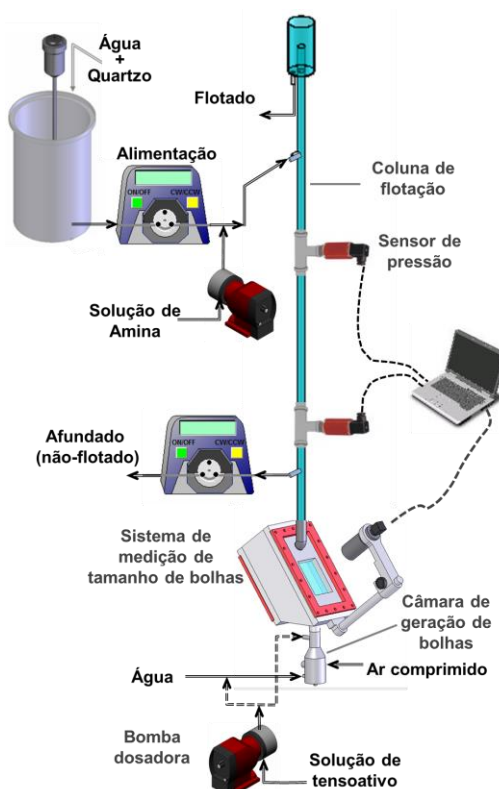 Água
+
Quartzo
Flotado
Alimentação
ON/OFF CW/CCW
Coluna de
flotação
Sensor de
pressão
Solução de
Amina
Afundado
(não-flotado)
ON/OFF CW/CCW
Sistema de
medição de
tamanho de bolhas
Câmara de
geração de
bolhas
Água
Ar comprimido
Bomba
dosadora
Solução de
tensoativo